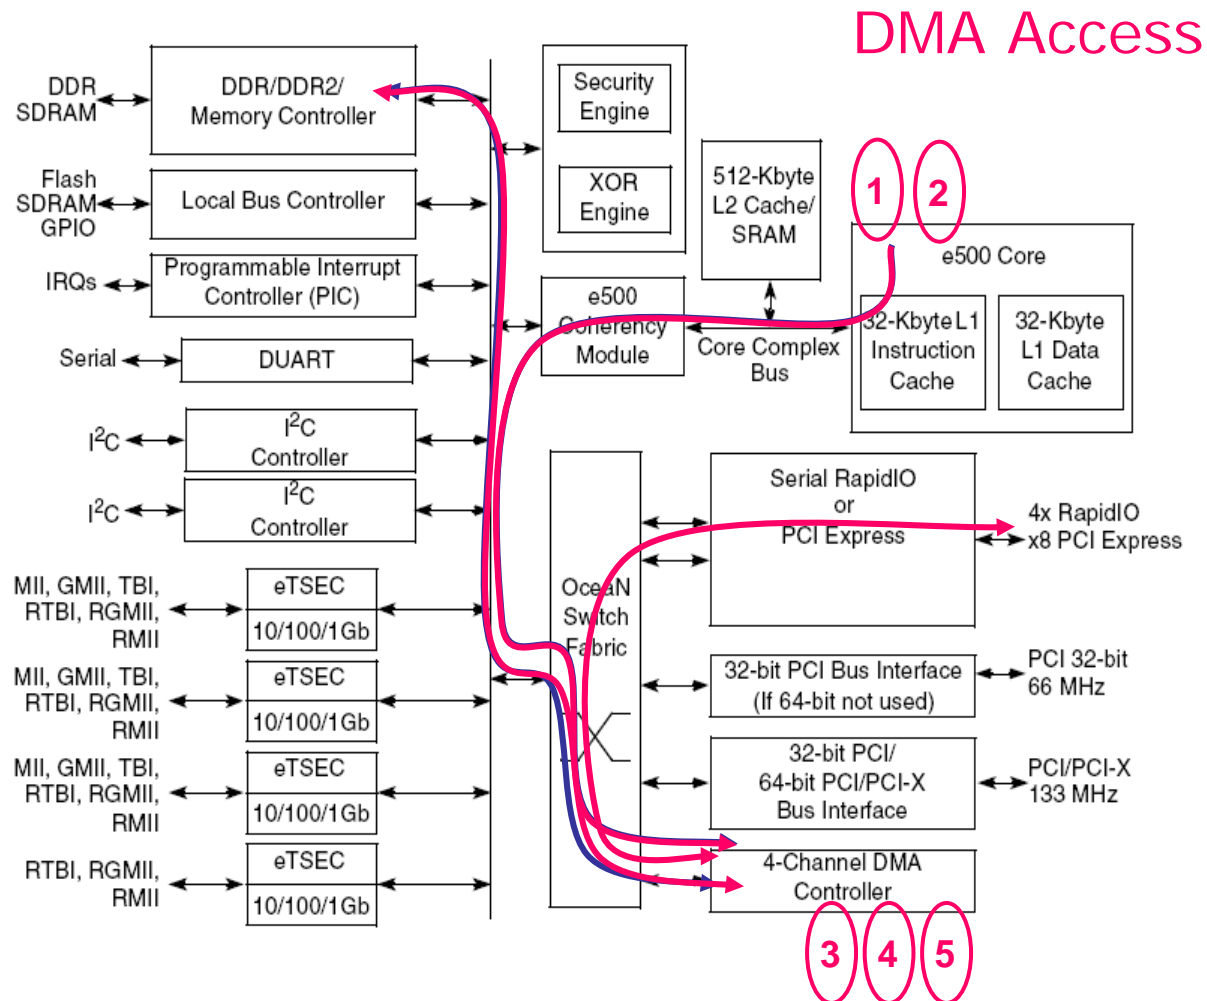 DMA Access
DDR
SDRAM
DDR/DDR2/
Memory Controller
Security
Engine
XOR
Engine
Flash
SDRAM
GPIO
Local Bus Controller
512-Kbyte
L2 Cache/
SRAM
1
2
e500 Core
32-Kbyte L1
Instruction
Cache
32-Kbyte
L1 Data
Cache
IRQs
Programmable Interrupt
Controller (PIC)
e500
Coherency
Module
Core Complex
Bus
Serial
DUART
I2C
I2C
Controller
I2C
I2C
Controller
OceaN
Switch
Fabric
Serial RapidIO
or
PCI Express
4x RapidIO
x8 PCI Express
MII, GMII, TBI,
RTBI, RGMII,
RMII
eTSEC
10/100/1Gb
MII, GMII, TBI,
RTBI, RGMII,
RMII
eTSEC
10/100/1Gb
32-bit PCI Bus Interface
(If 64-bit not used)
PCI 32-bit
66 MHz
MII, GMII, TBI,
RTBI, RGMII,
RMII
eTSEC
10/100/1Gb
32-bit PCI/
64-bit PCI/PCI-X
Bus Interface
PCI/PCI-X
133 MHz
RTBI, RGMII,
RMII
eTSEC
10/100/1Gb
4-Channel DMA
Controller
3
4
5